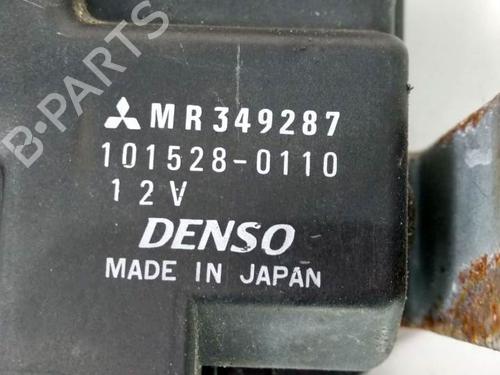 MR349287
101528-0110
12V
DENSO
MADE IN JAPAN
B-PARTS